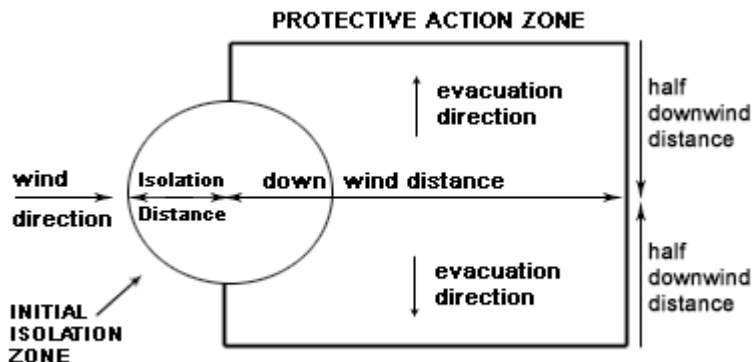 PROTECTIVE ACTION ZONE
evacuation
direction
half
downwind
distance
wind
direction
Isolation
Distance
down wind distance
evacuation
direction
half
downwind
distance
INITIAL
ISOLATION
ZONE